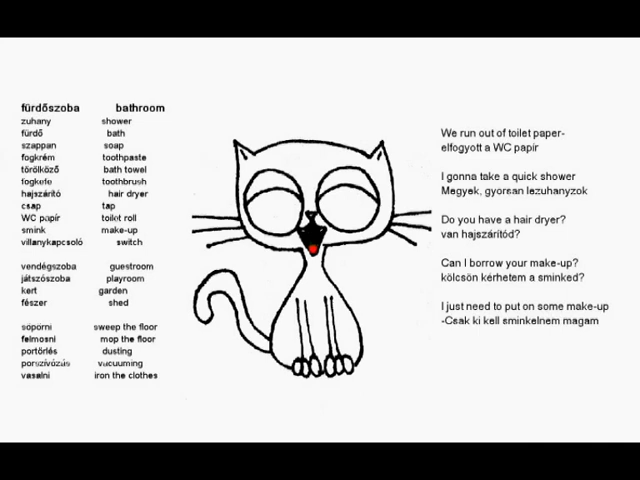 fürdőszoba bathroom
zuhany shower
fürdő bath
szappan soap
fogkrém toothpaste
törölköző bath towel
fogkefe toothbrush
hajszárító hair dryer
csap tap
WC papír toilet roll
smink make-up
villanykapcsoló switch
vendégszoba guestroom
játszószoba playroom
kert garden
fészer shed
söpörni sweep the floor
felmosni mop the floor
portörlés dusting
porszívózás vacuuming
vasalni iron the clothes
We run out of toilet paper-
elfogyott a WC papír
I gonna take a quick shower
Megyek, gyorsan lezuhanyzok
Do you have a hair dryer?
van hajszárítód?
Can I borrow your make-up?
kölcsön kérhetem a sminked?
I just need to put on some make-up
-Csak ki kell sminkelnem magam